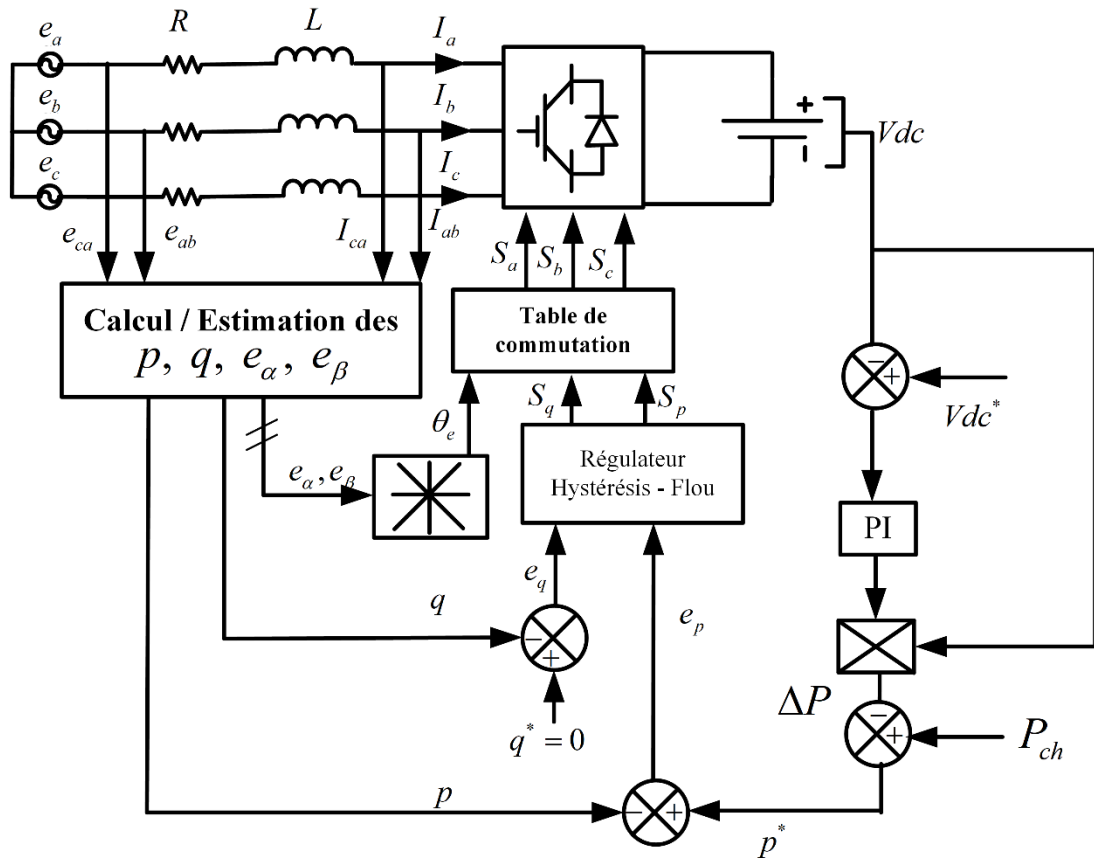 e_a R L I_a
e_b I_b
e_c I_c
e_ca e_ab I_ca I_ab
+
Vdc
S_a S_b S_c
Calcul / Estimation des
p, q, e_α, e_β
Table de
commutation
−
+
Vdc*
θ_e S_q S_p
e_α, e_β
Régulateur
Hystérésis - Flou
PI
e_q
q
e_p
−
+
q* = 0
ΔP
−
+
P_ch
p
−
+
p*